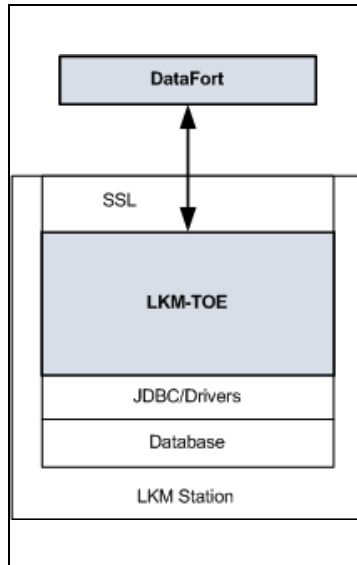 DataFort
SSL
LKM-TOE
JDBC/Drivers
Database
LKM Station